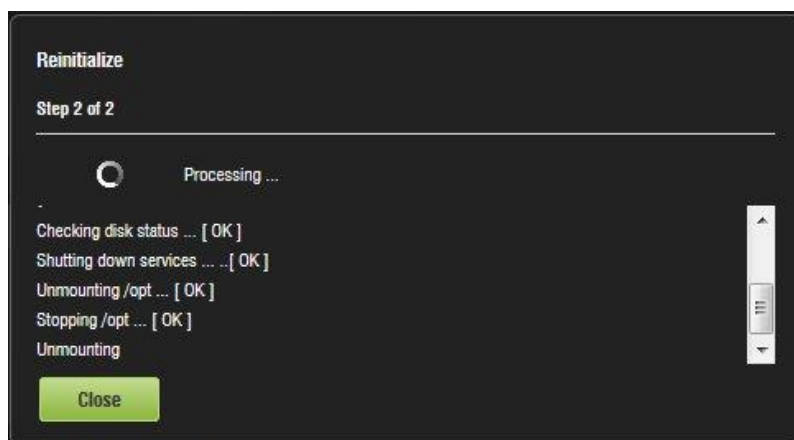 Reinitialize
Step 2 of 2
Processing ...
Checking disk status ... [ OK ]
Shutting down services ... ..[ OK ]
Unmounting /opt ... [ OK ]
Stopping /opt ... [ OK ]
Unmounting
Close